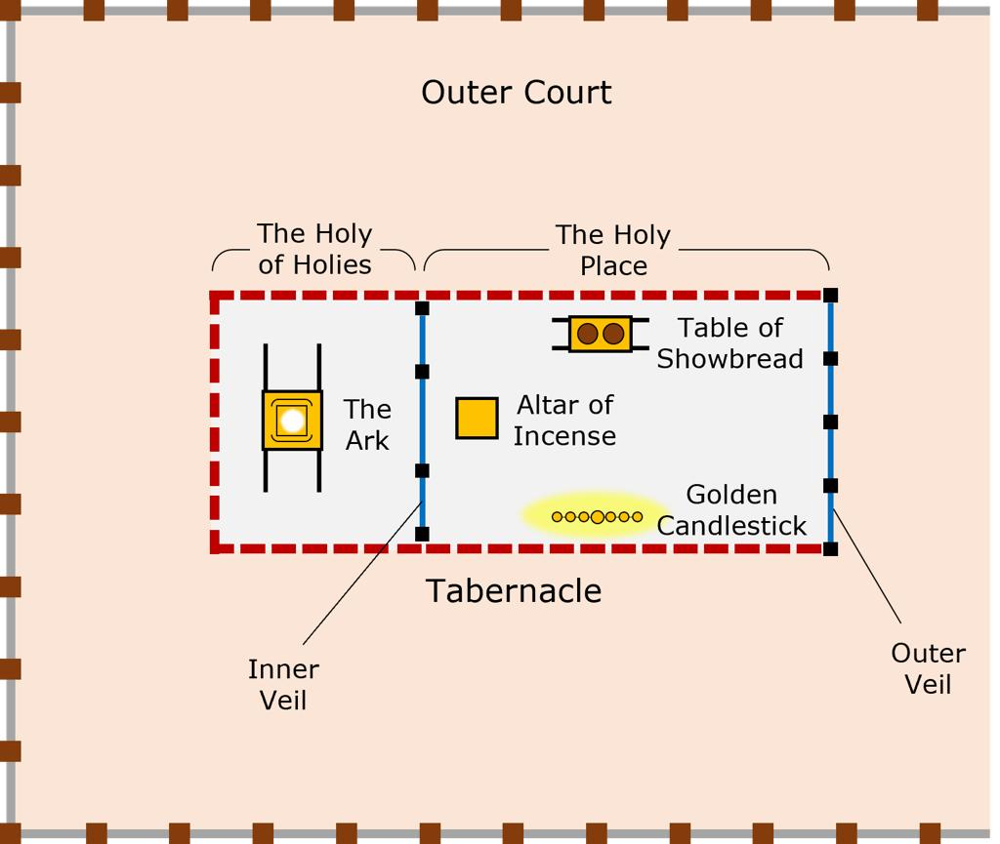 Outer Court
The Holy
of Holies
The Holy
Place
Table of
Showbread
The
Ark
Altar of
Incense
Golden
Candlestick
Tabernacle
Inner
Veil
Outer
Veil